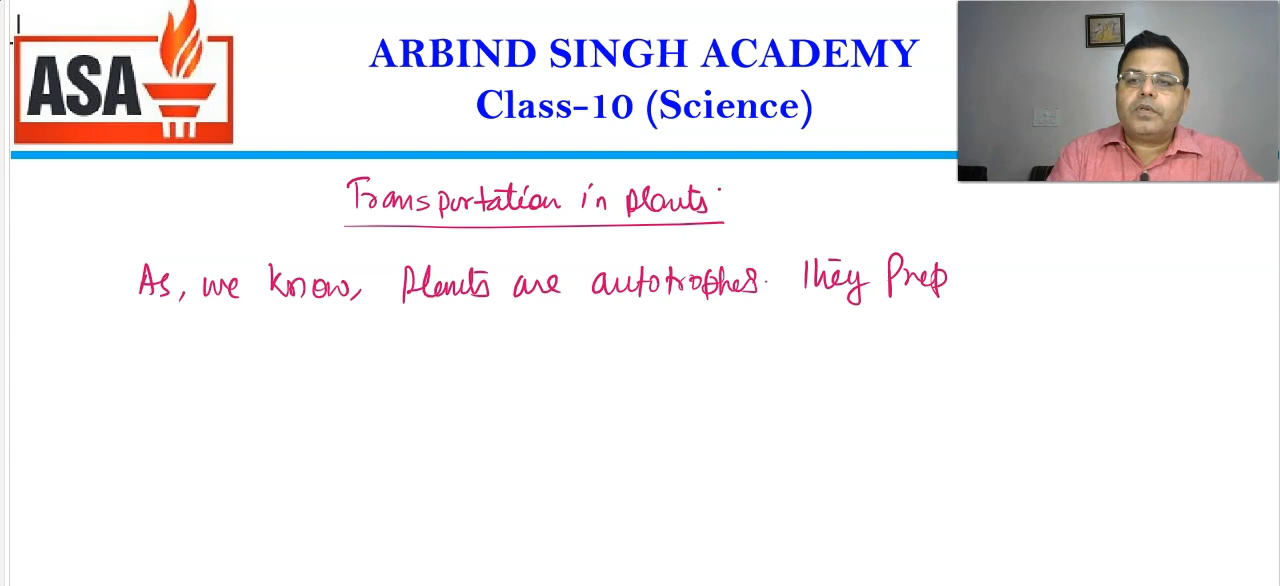 ASA
ARBIND SINGH ACADEMY
Class-10 (Science)
Transportation in plants.
As, we know, plants are autotrophes. They Prep